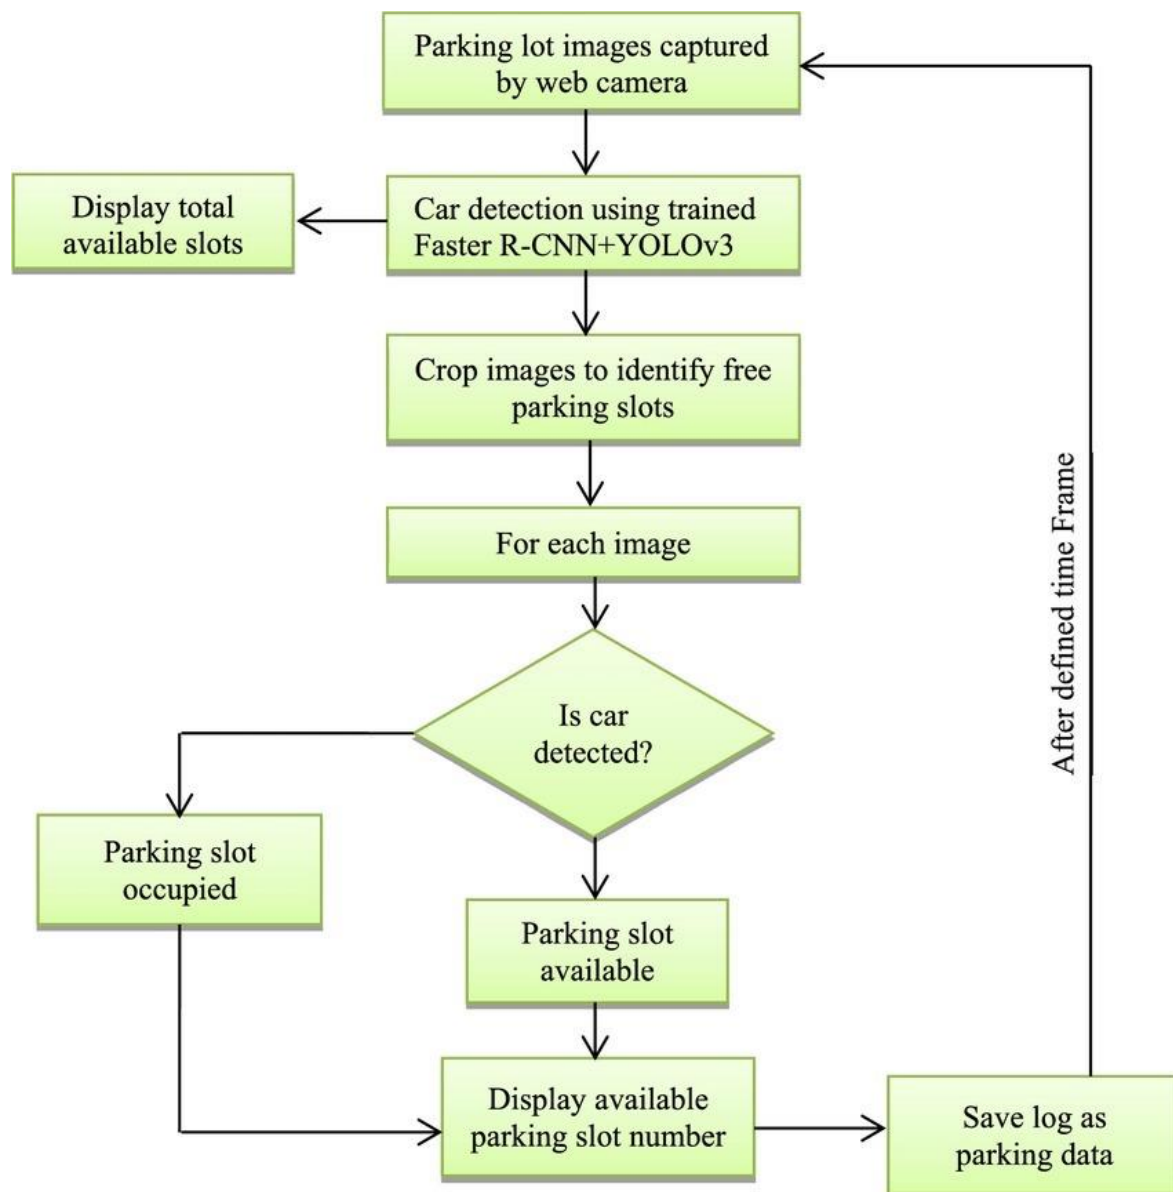 Parking lot images captured
by web camera
Display total
available slots
Car detection using trained
Faster R-CNN+YOLOv3
Crop images to identify free
parking slots
For each image
After defined time Frame
Is car
detected?
Parking slot
occupied
Parking slot
available
Display available
parking slot number
Save log as
parking data